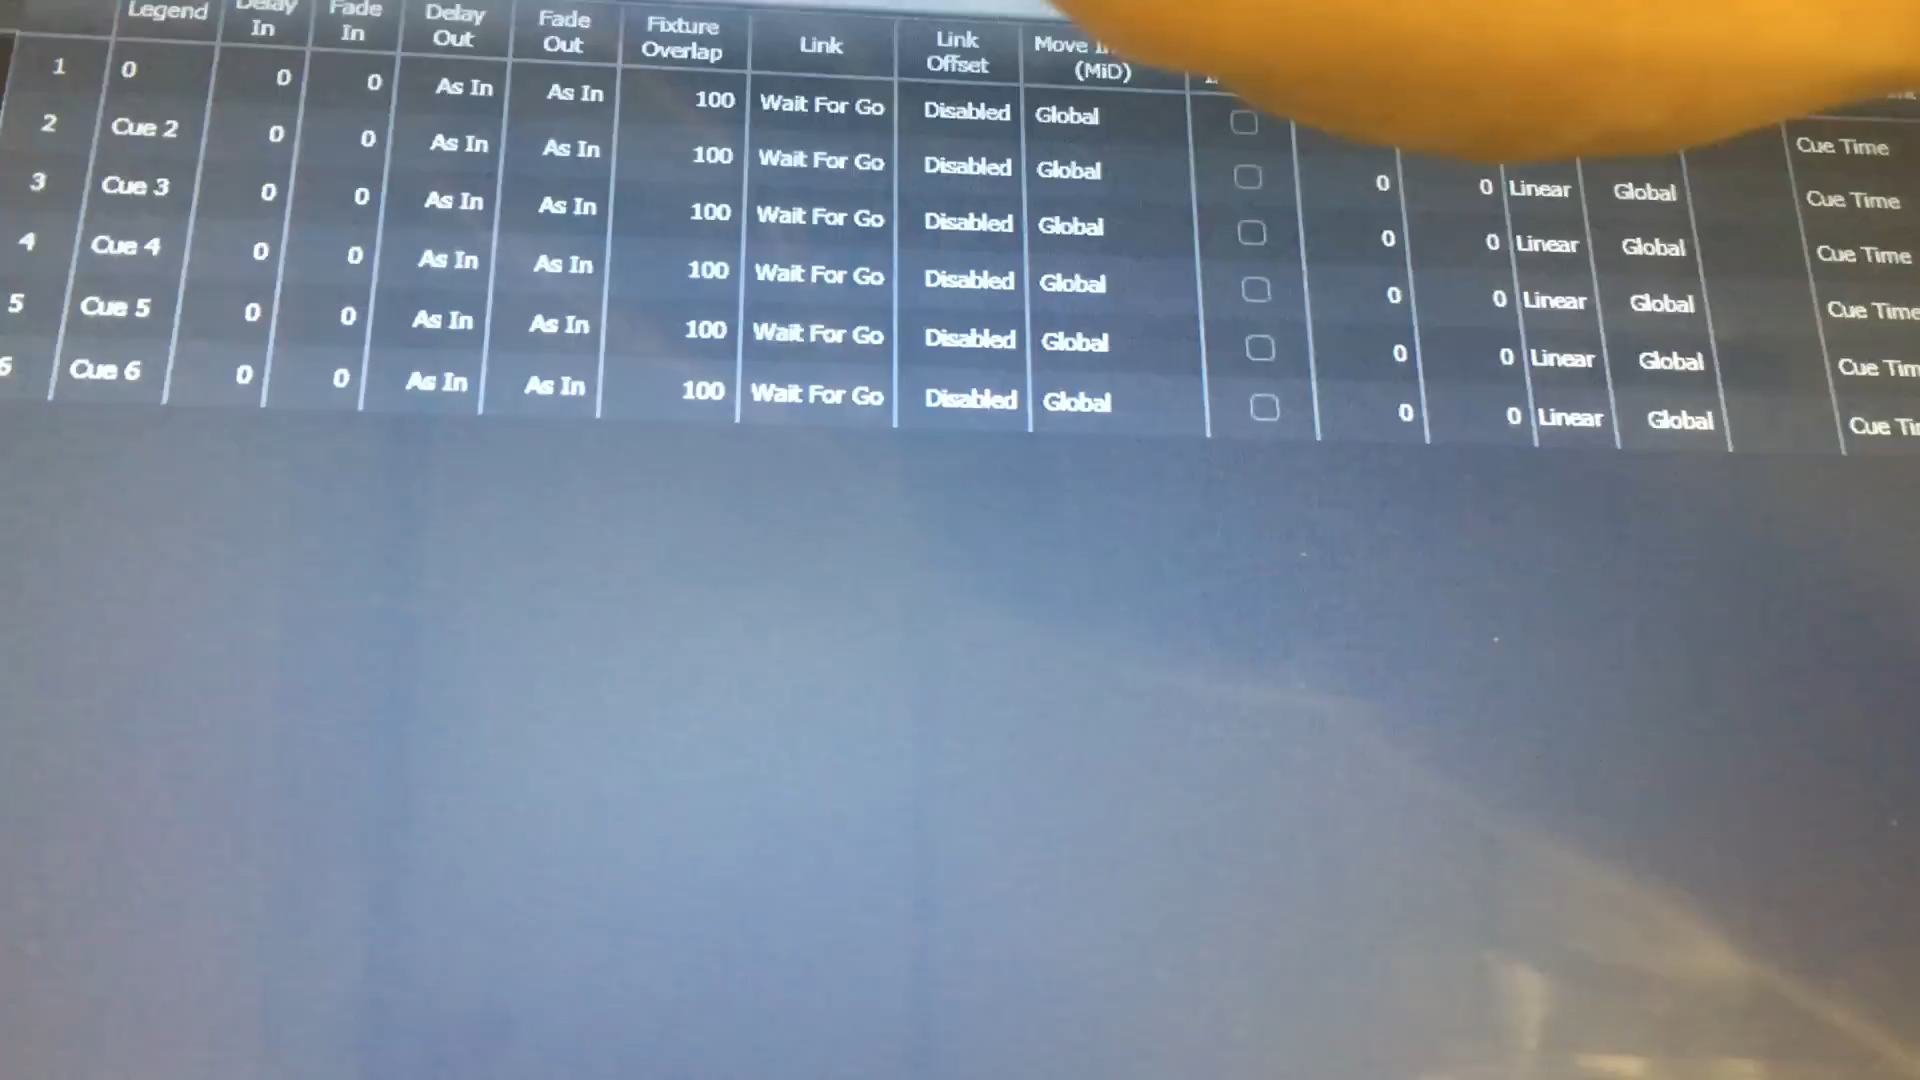 Legend Delay In Fade In Delay Out Fade Out Fixture Overlap Link Link Offset Move (MiD)
1 0 0 0 As In As In 100 Wait For Go Disabled Global Cue Time
2 Cue 2 0 0 As In As In 100 Wait For Go Disabled Global 0 0 Linear Global Cue Time
3 Cue 3 0 0 As In As In 100 Wait For Go Disabled Global 0 0 Linear Global Cue Time
4 Cue 4 0 0 As In As In 100 Wait For Go Disabled Global 0 0 Linear Global Cue Time
5 Cue 5 0 0 As In As In 100 Wait For Go Disabled Global 0 0 Linear Global Cue Tim
6 Cue 6 0 0 As In As In 100 Wait For Go Disabled Global 0 0 Linear Global Cue Ti